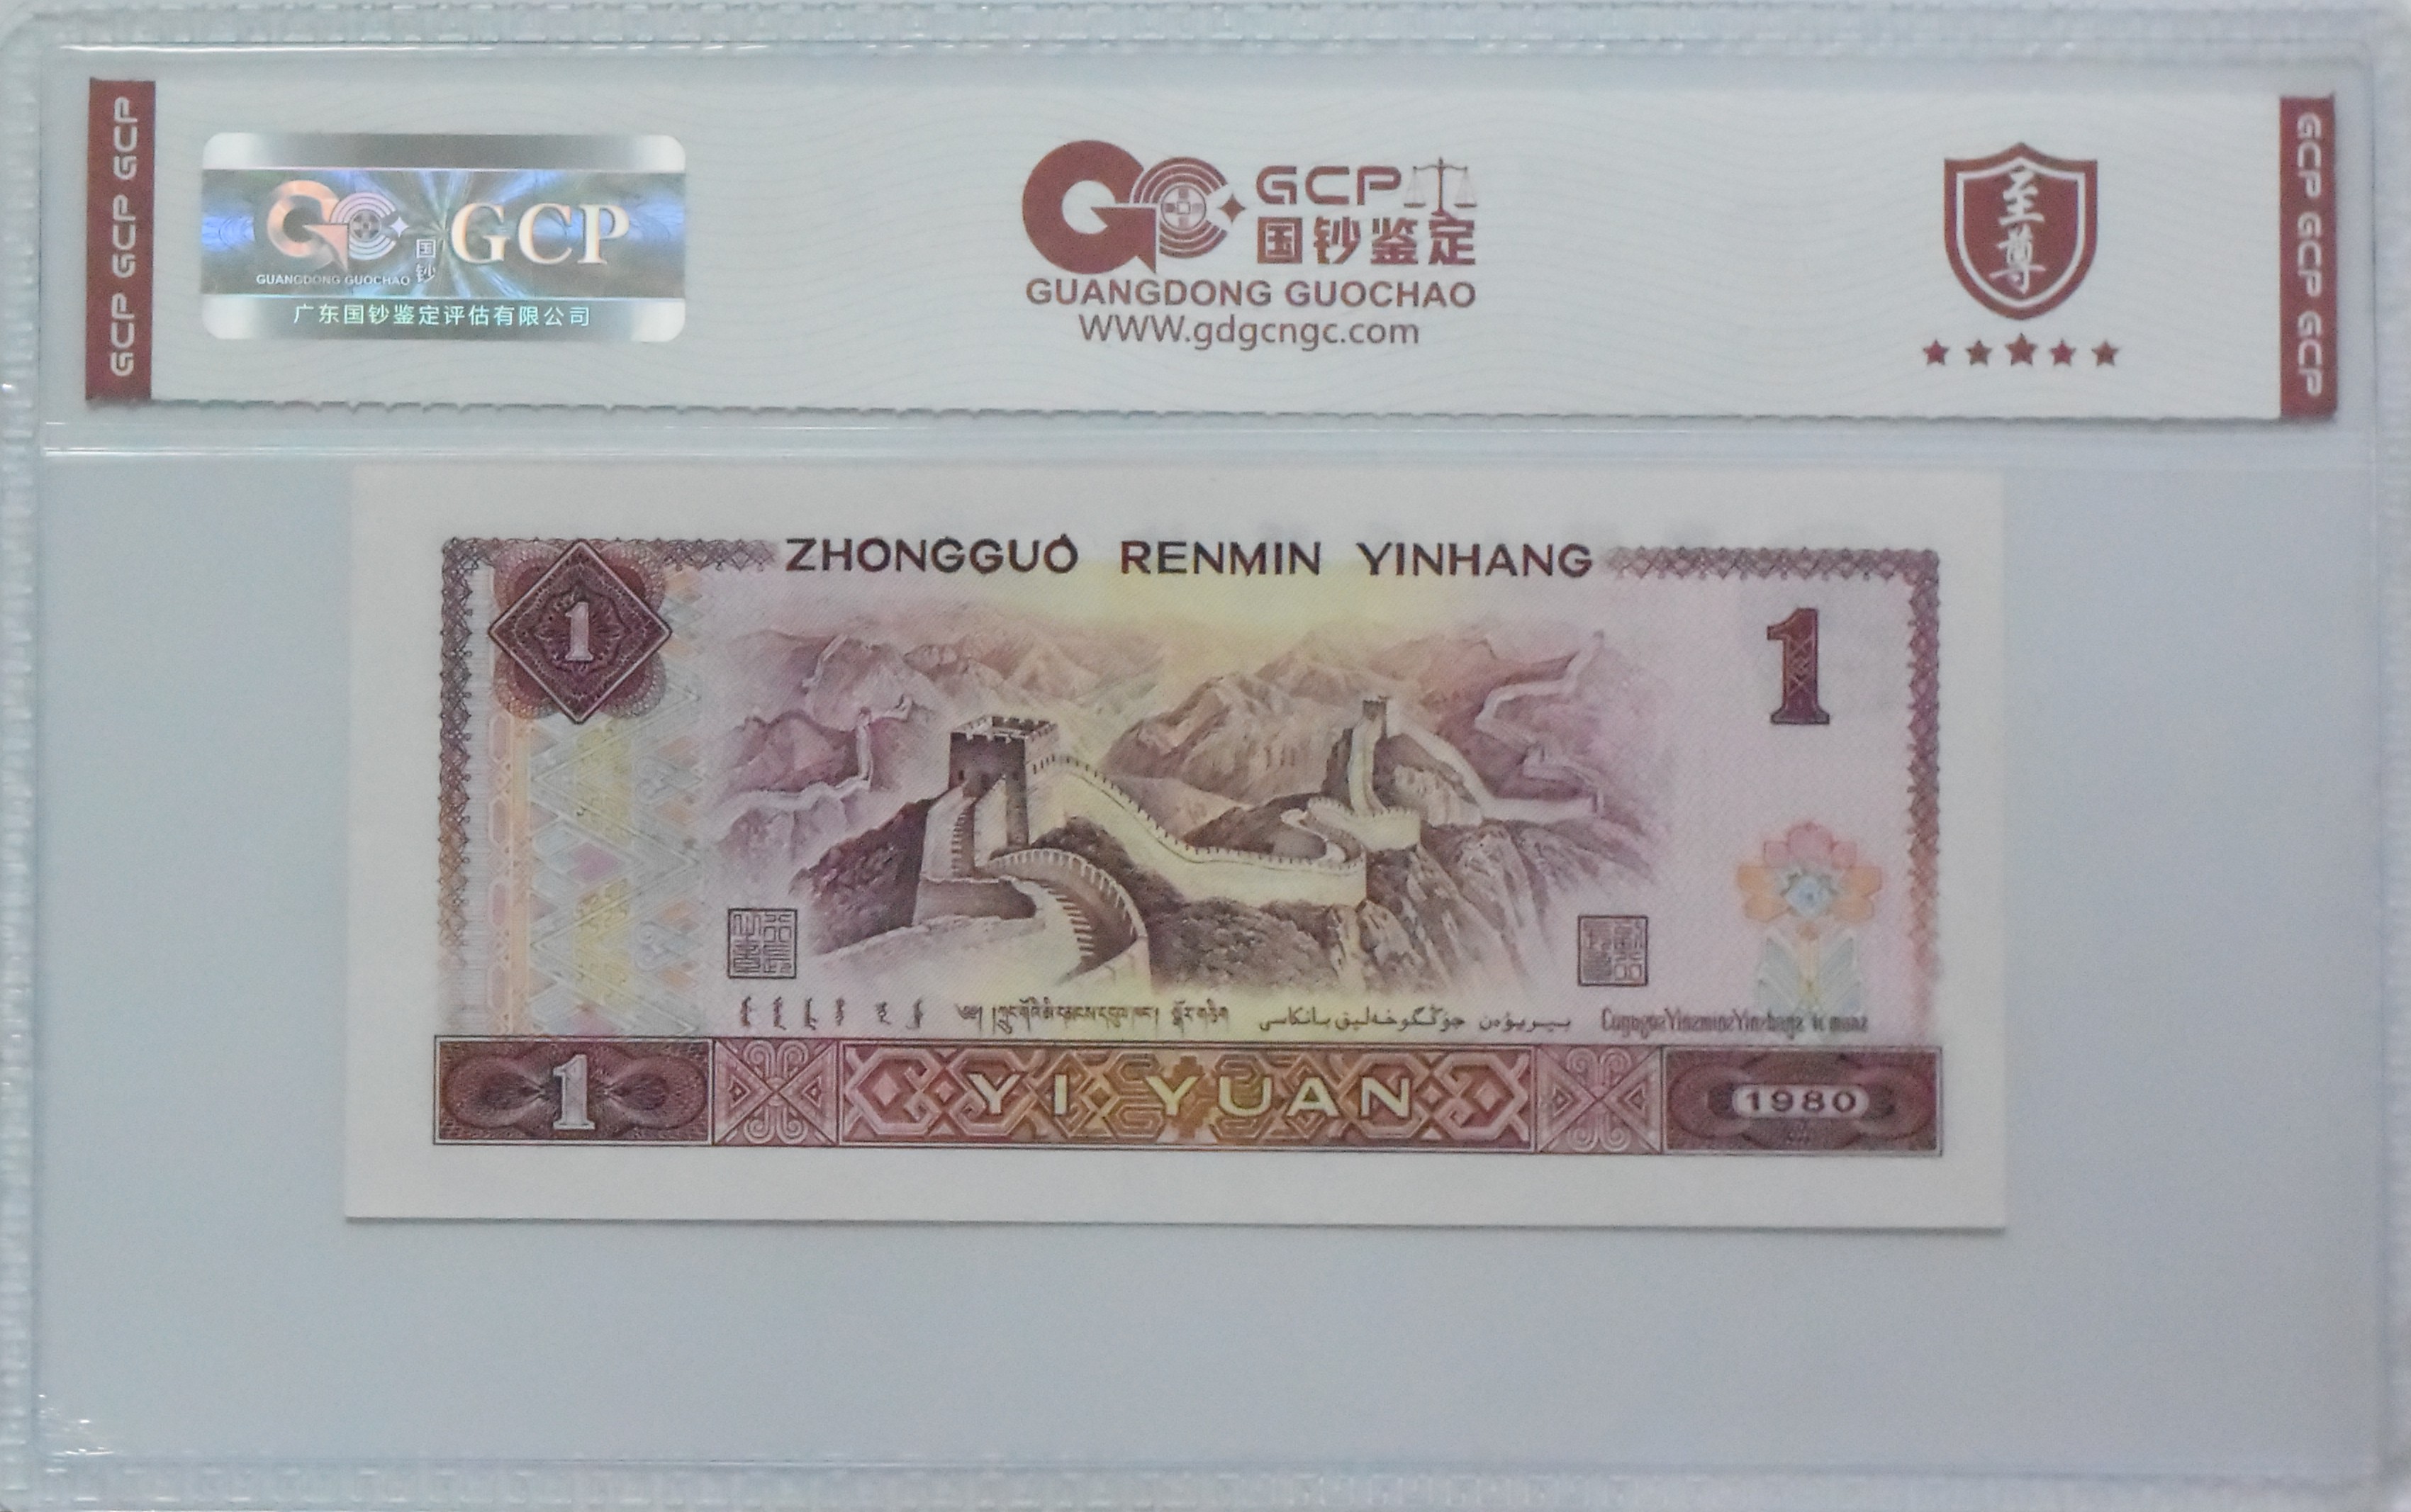 GCP GCP GCP
GCP
国钞
GUANGDONG GUOCHAO
广东国钞鉴定评估有限公司
GCP
国钞鉴定
GUANGDONG GUOCHAO
WWW.gdgcngc.com
至尊
GCP GCP GCP
ZHONGGUO RENMIN YINHANG
1
1
1
YI YUAN
1980